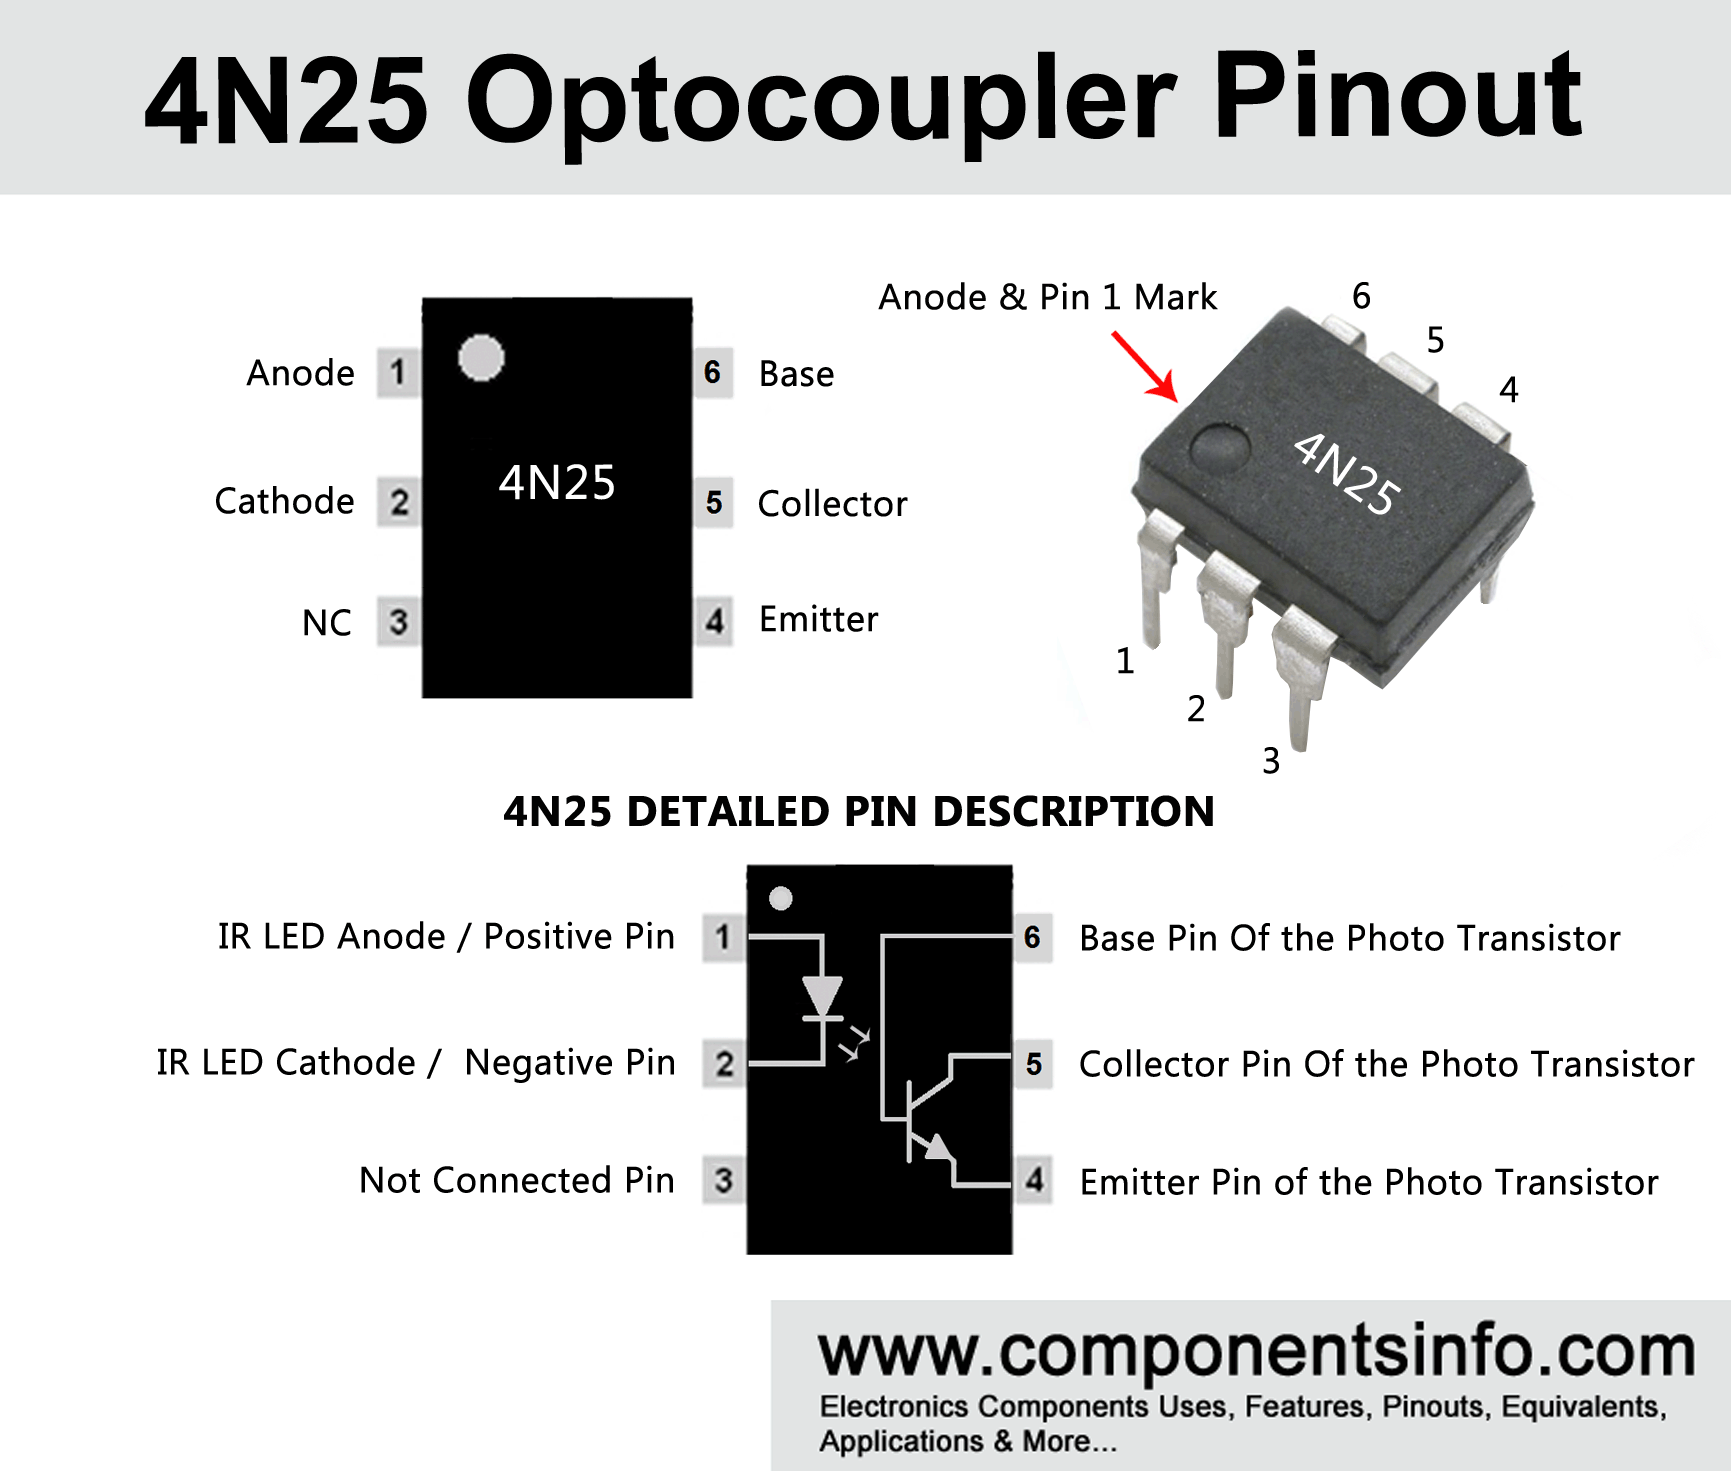 4N25 Optocoupler Pinout
Anode 1
Cathode 2
NC 3
4N25
6 Base
5 Collector
4 Emitter
Anode & Pin 1 Mark
6
5
4
4N25
1
2
3
4N25 DETAILED PIN DESCRIPTION
IR LED Anode / Positive Pin 1
IR LED Cathode /  Negative Pin 2
Not Connected Pin 3
6 Base Pin Of the Photo Transistor
5 Collector Pin Of the Photo Transistor
4 Emitter Pin of the Photo Transistor
www.componentsinfo.com
Electronics Components Uses, Features, Pinouts, Equivalents,
Applications & More...